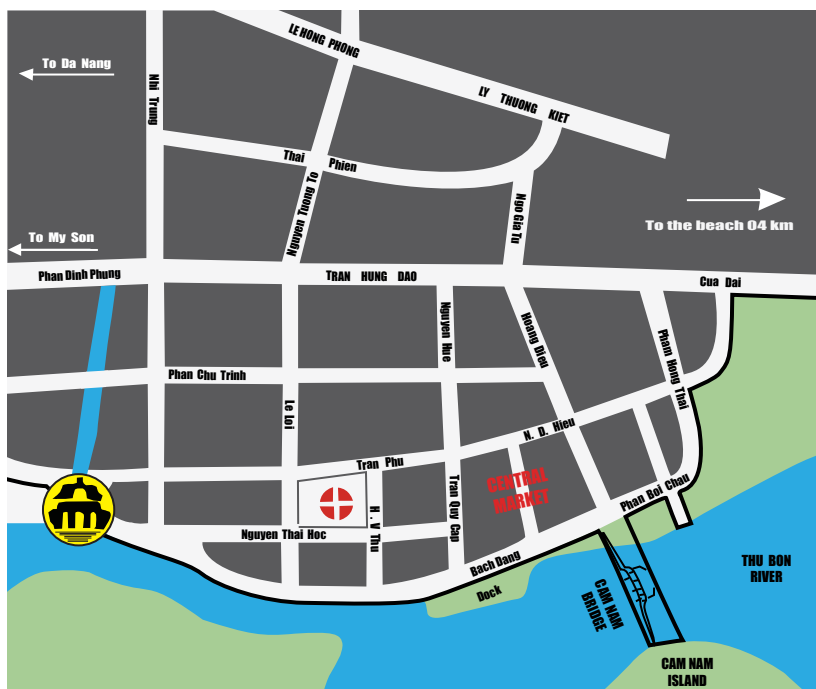 LE HONG PHONG
To Da Nang
Nhi Trung
LY THUONG KIET
Thai Phien
Nguyen Tuong To
Ngo Gia Tu
To the beach 04 km
To My Son
Phan Dinh Phung
TRAN HUNG DAO
CUA DAI
Nguyen Hue
Hoang Dieu
Pham Hong Thai
Phan Chu Trinh
Le Loi
N. D. Hieu
Tran Phu
CENTRAL
MARKET
Tran Quy Cap
Phan Boi Chau
H . V Thu
Nguyen Thai Hoc
Bach Dang
Dock
CAM NAM
BRIDGE
THU BON
RIVER
CAM NAM
ISLAND